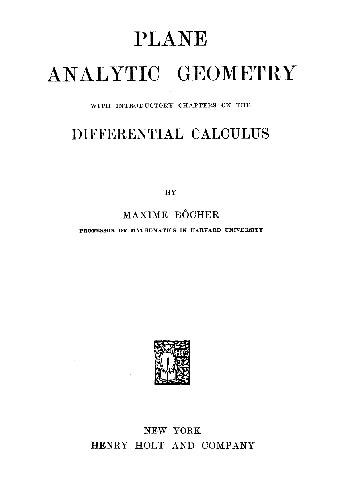 PLANE
ANALYTIC GEOMETRY
WITH INTRODUCTORY CHAPTERS ON THE
DIFFERENTIAL CALCULUS
BY
MAXIME BÔCHER
PROFESSOR OF MATHEMATICS IN HARVARD UNIVERSITY
NEW YORK
HENRY HOLT AND COMPANY